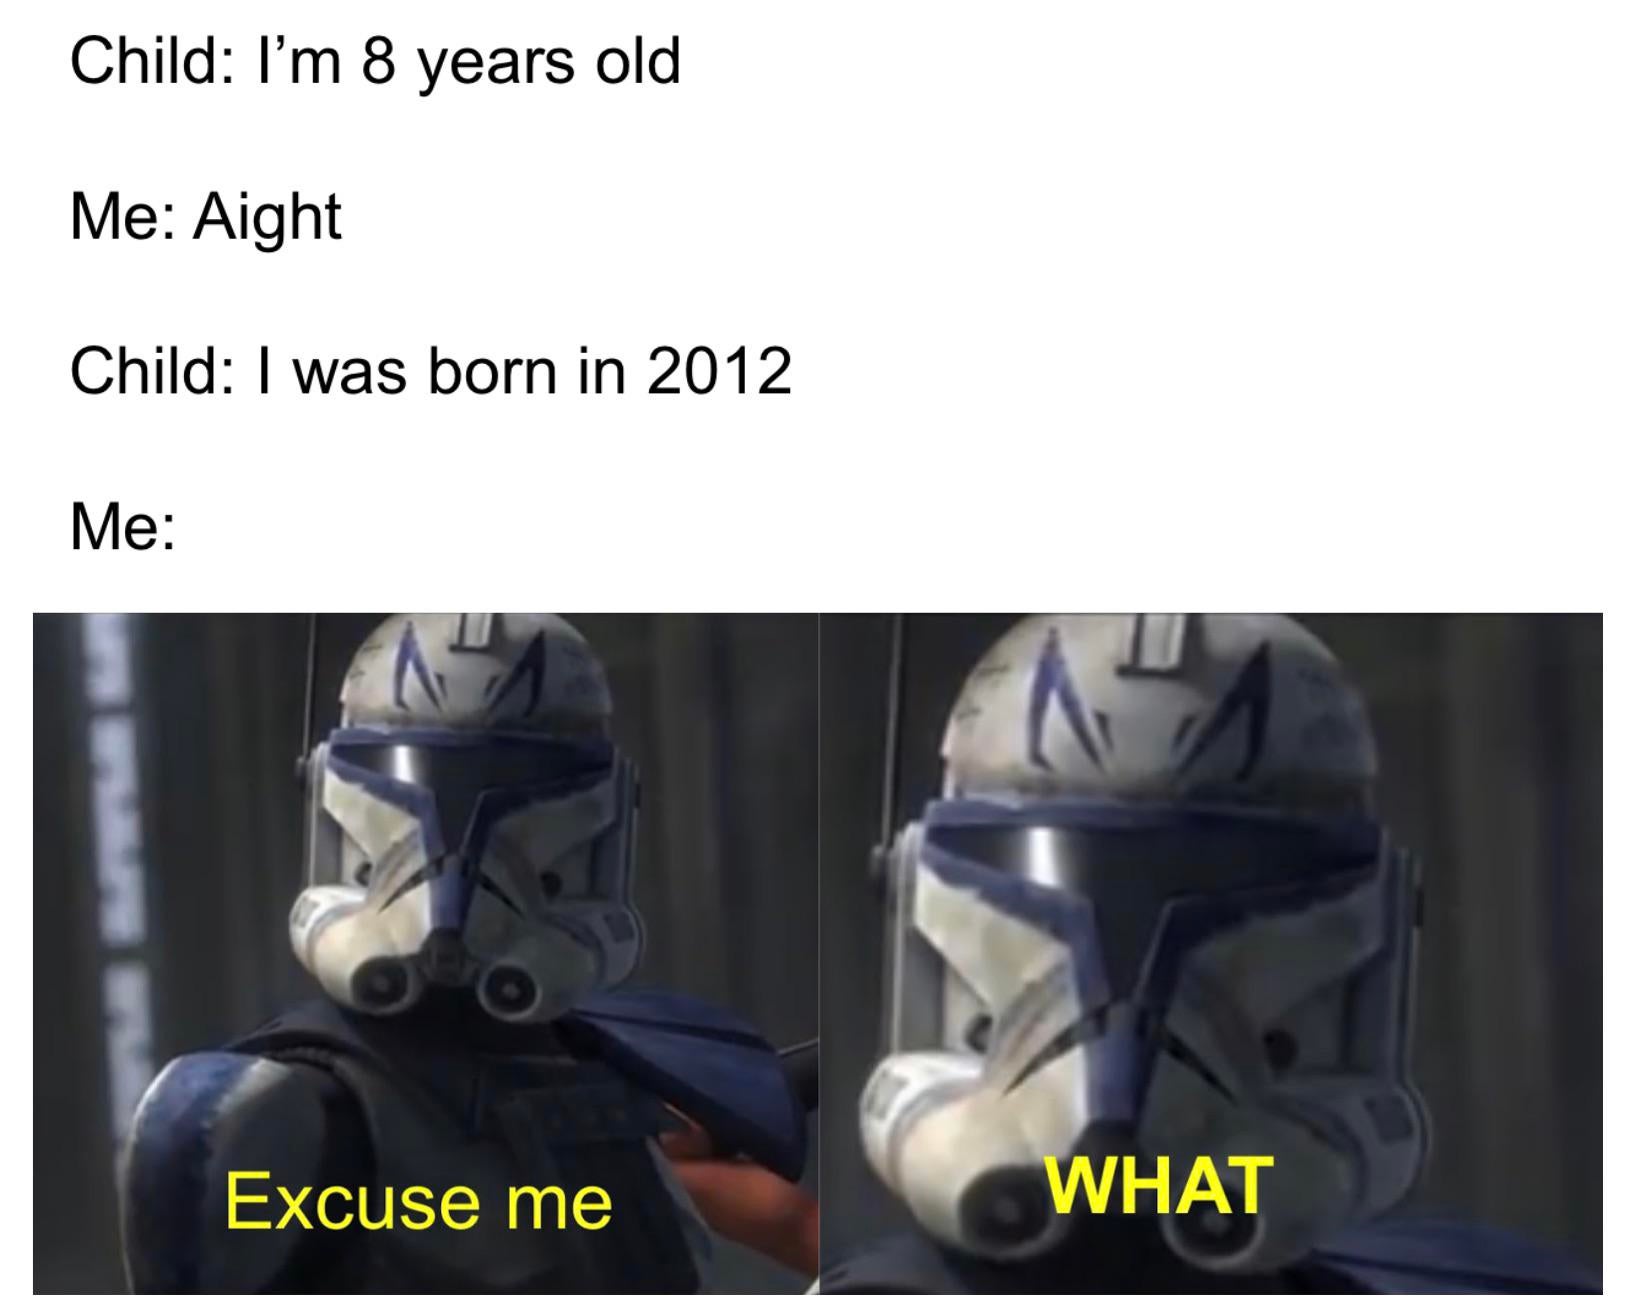 Child: I’m 8 years old
Me: Aight
Child: I was born in 2012
Me:
Excuse me
WHAT